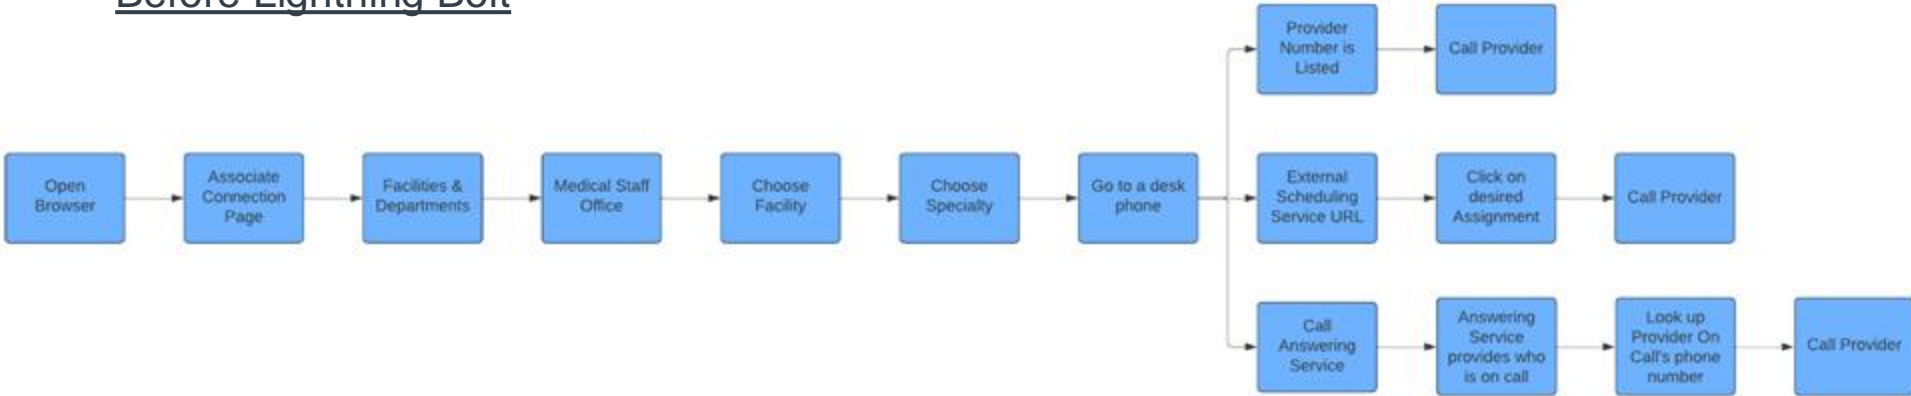 Before Lightning Bolt
Provider
Number is
Listed
Call Provider
Open
Browser
Associate
Connection
Page
Facilities &
Departments
Medical Staff
Office
Choose
Facility
Choose
Specialty
Go to a desk
phone
External
Scheduling
Service URL
Click on
desired
Assignment
Call Provider
Call
Answering
Service
Answering
Service
provides who
is on call
Look up
Provider On
Call's phone
number
Call Provider